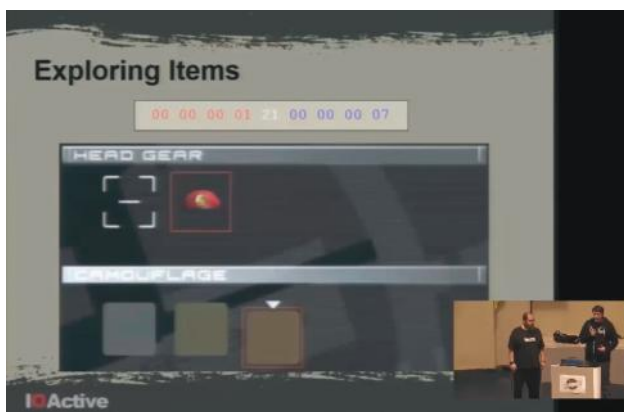 Exploring Items
00 00 00 01 21 00 00 00 07
HEAD GEAR
CAMOUFLAGE
IOActive